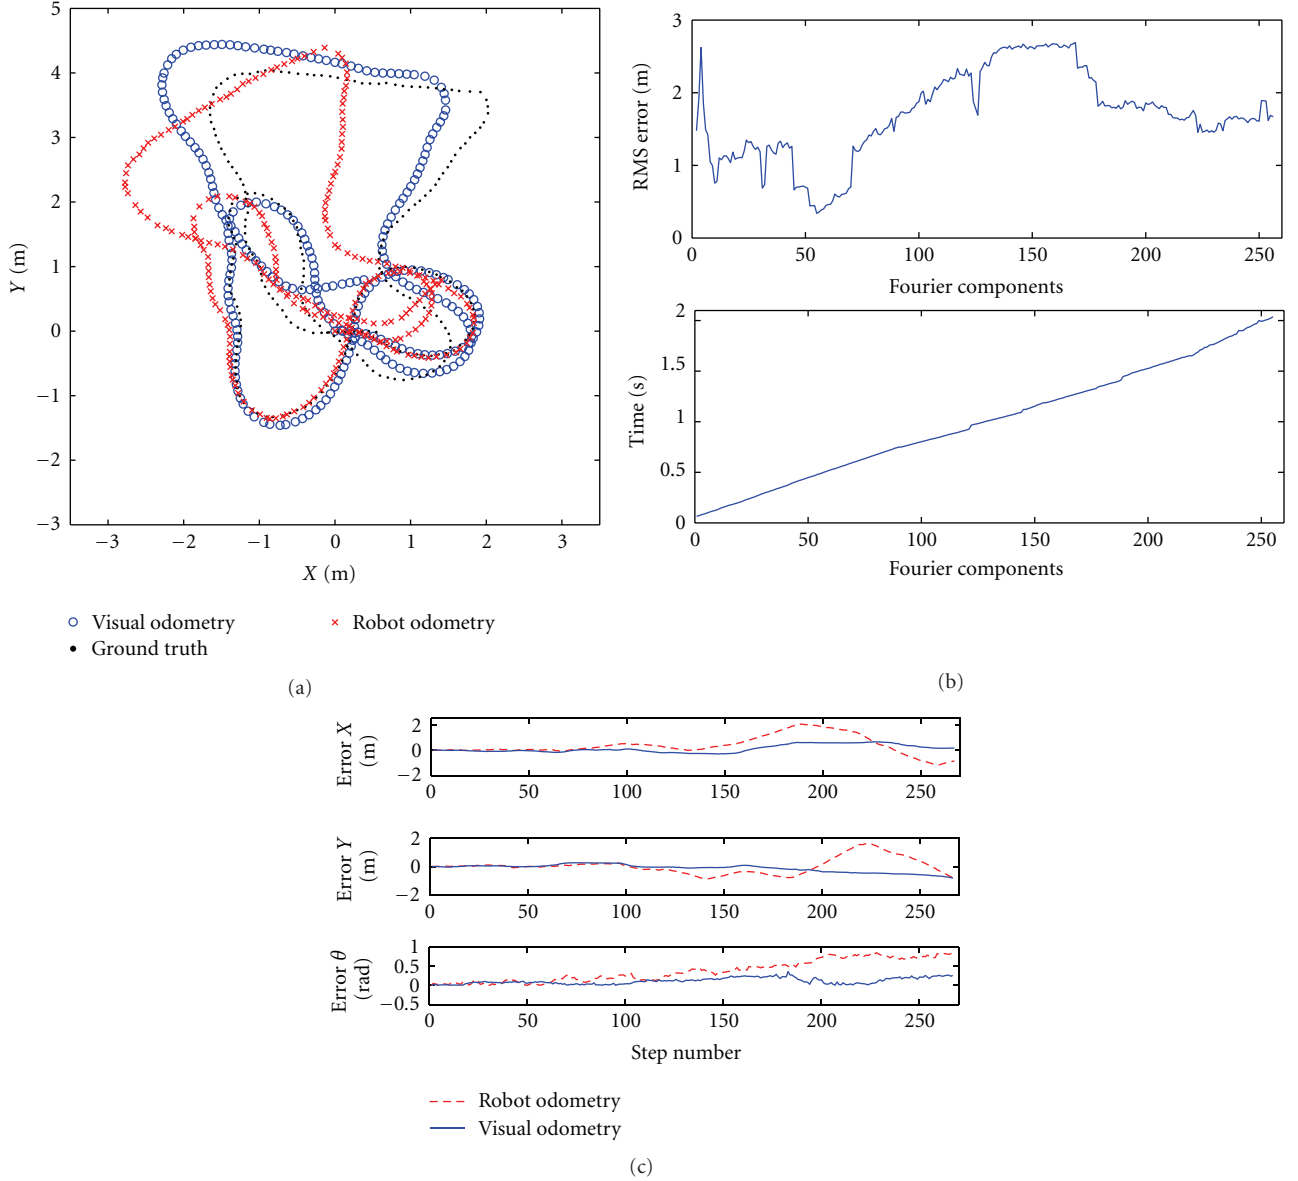 5
4
3
2
1
0
−1
−2
−3
Y (m)
−3 −2 −1 0 1 2 3
X (m)
Visual odometry
Robot odometry
Ground truth
(a)
3
2
1
0
RMS error (m)
0 50 100 150 200 250
Fourier components
2
1.5
1
0.5
0
Time (s)
0 50 100 150 200 250
Fourier components
(b)
2
0
−2
Error X
(m)
0 50 100 150 200 250
2
0
−2
Error Y
(m)
0 50 100 150 200 250
1
0.5
0
−0.5
Error θ
(rad)
0 50 100 150 200 250
Step number
Robot odometry
Visual odometry
(c)